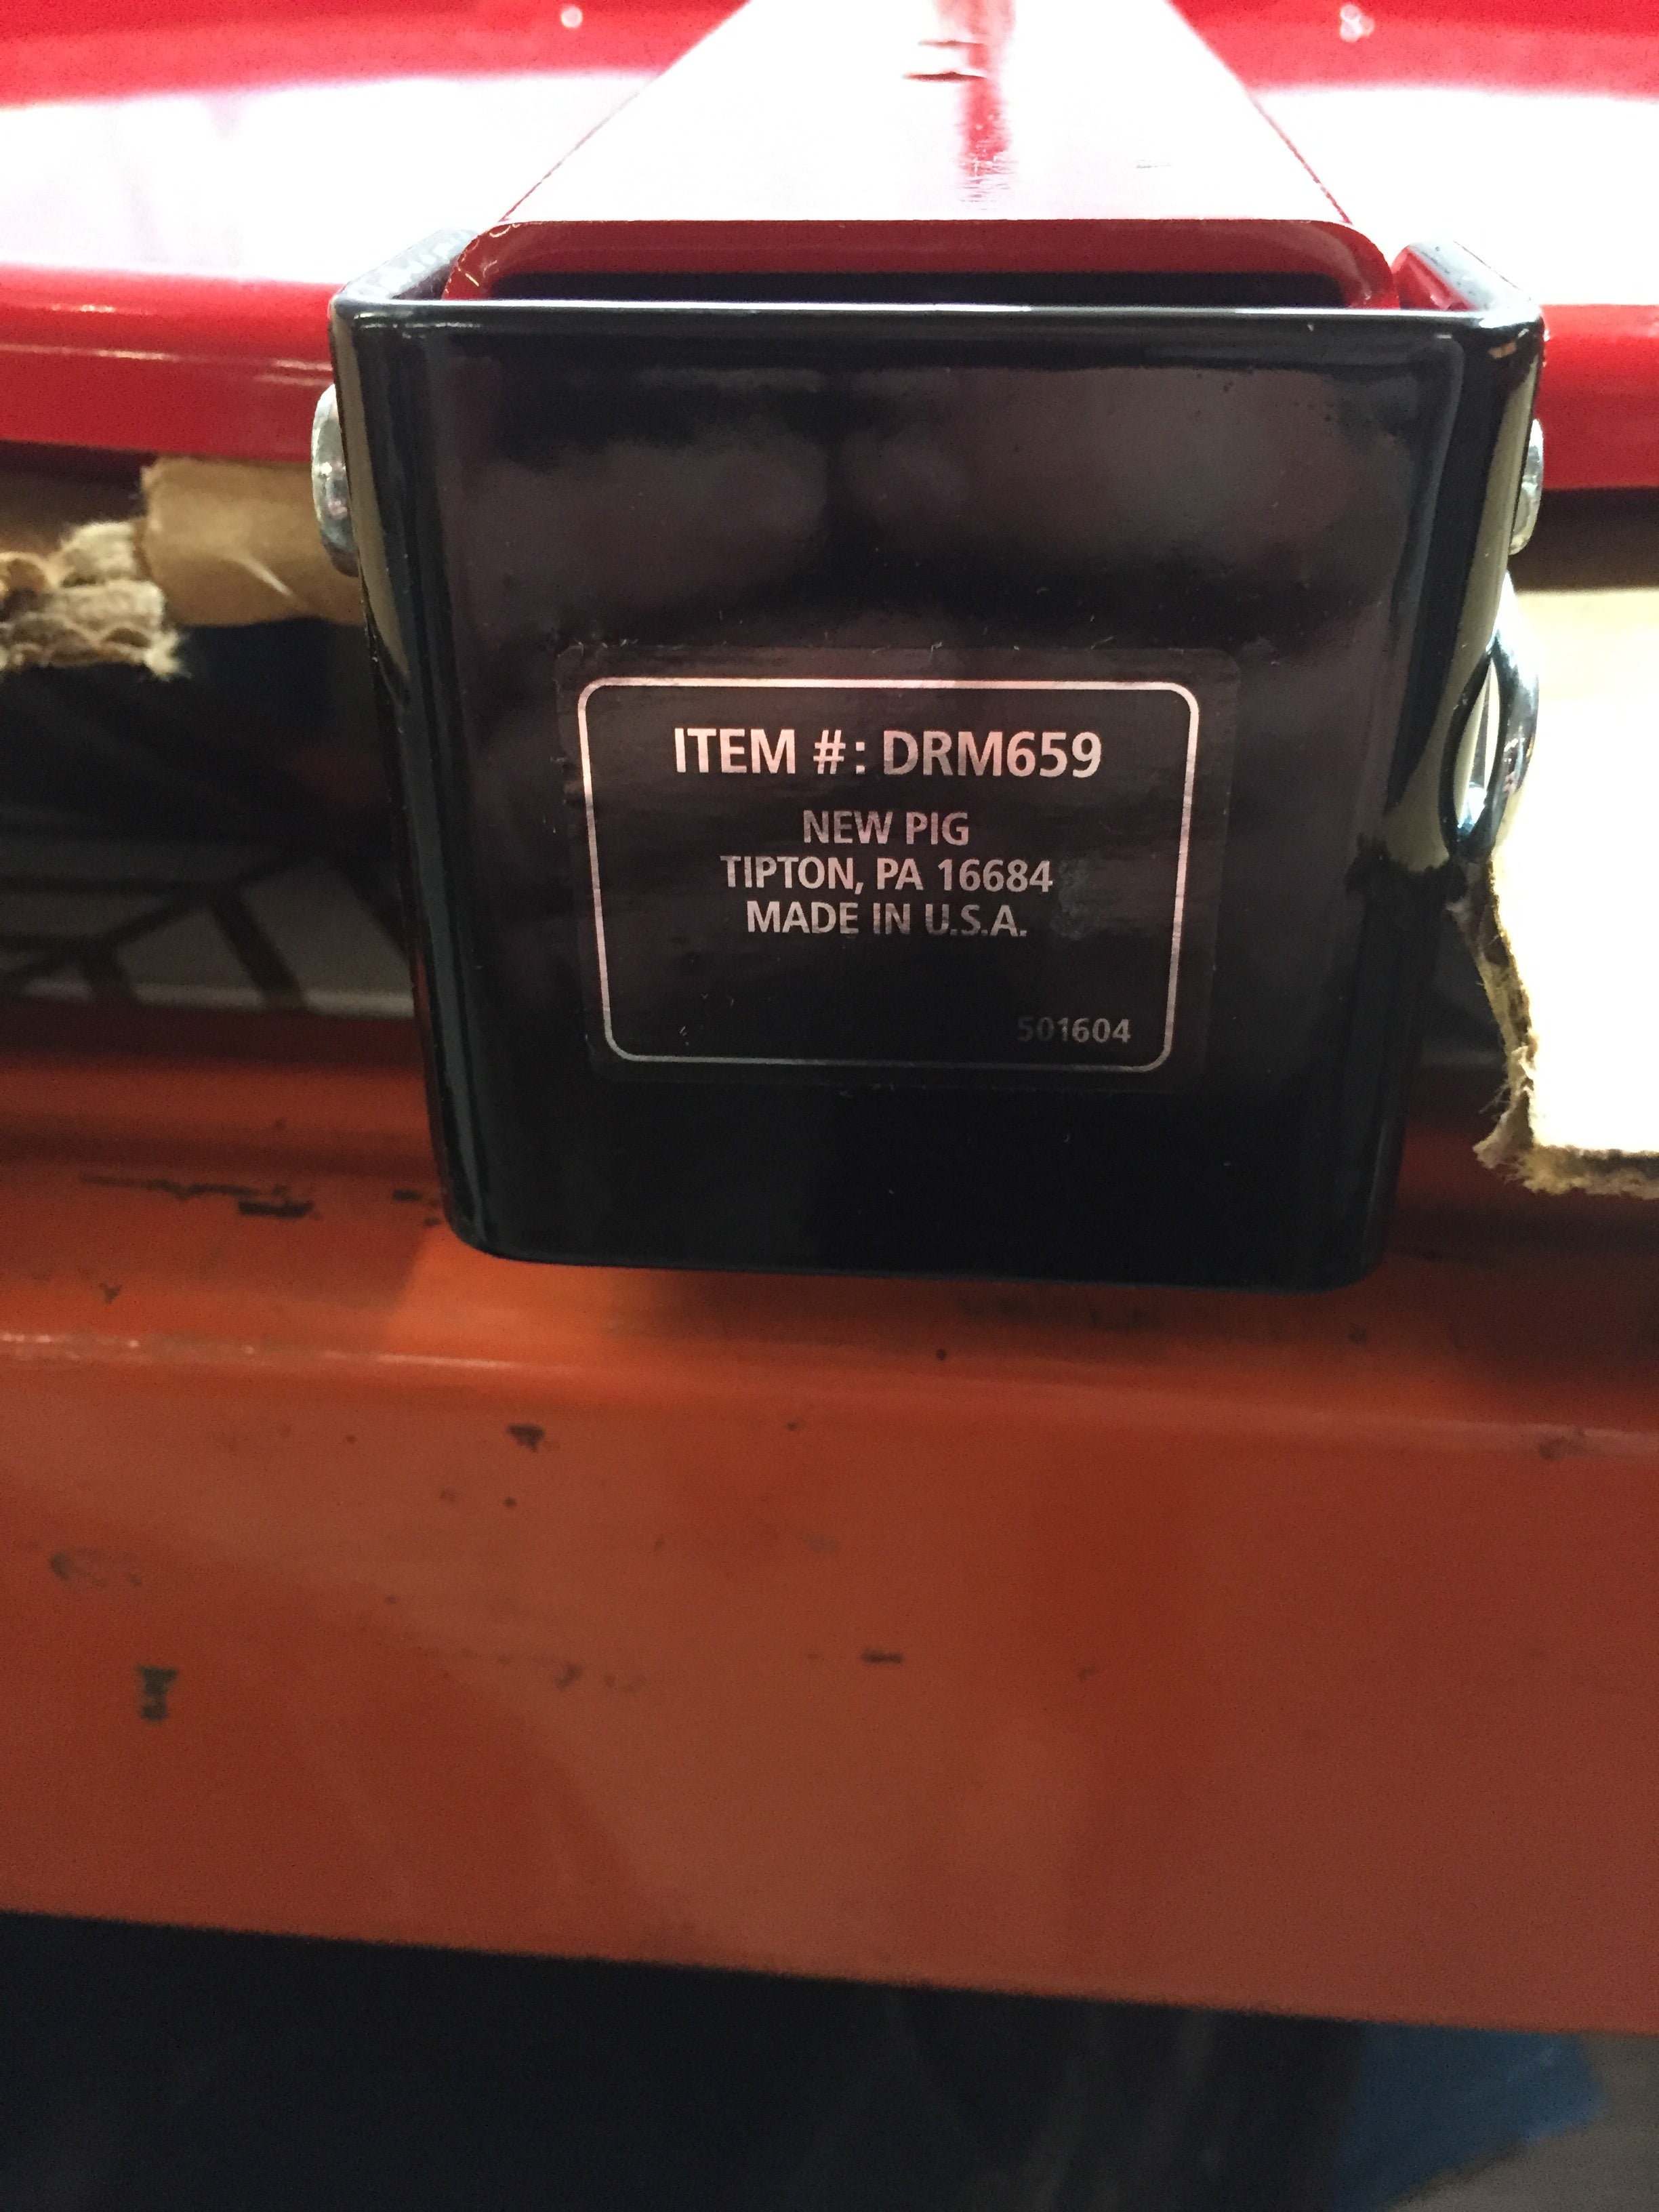 ITEM #: DRM659
NEW PIG
TIPTON, PA 16684
MADE IN U.S.A.
501604